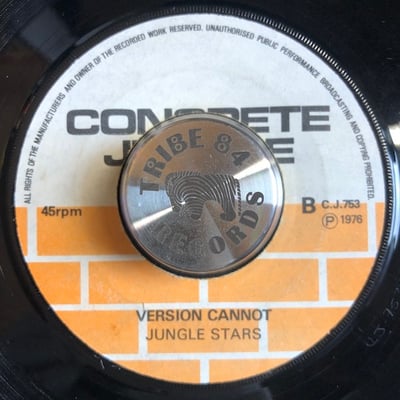 ALL RIGHTS OF THE MANUFACTURERS AND OWNER OF THE RECORDED WORK RESERVED. UNAUTHORISED PUBLIC PERFORMANCE, BROADCASTING AND COPYING PROHIBITED.
CONCRETE
J E
TRIBE 84
RECORDS
45rpm
B C.J.753
Ⓟ 1976
VERSION CANNOT
JUNGLE STARS